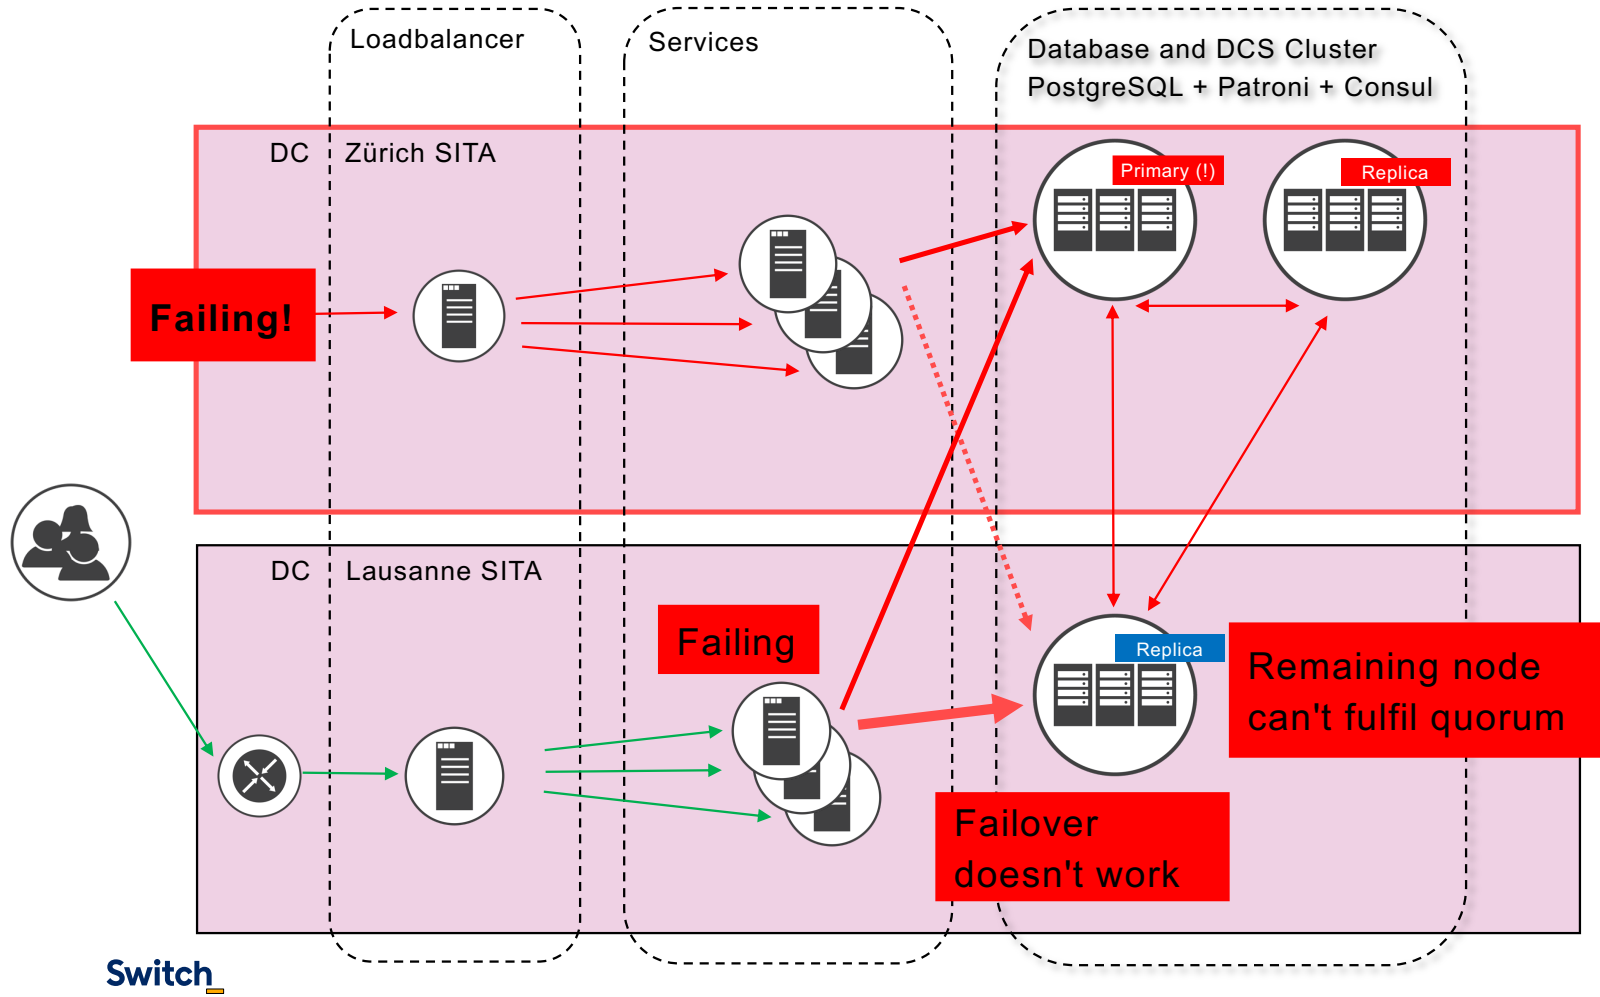 Loadbalancer
Services
Database and DCS Cluster
PostgreSQL + Patroni + Consul
DC Zürich SITA
Primary (!)
Replica
Failing!
DC Lausanne SITA
Failing
Replica
Remaining node
can't fulfil quorum
Failover
doesn't work
Switch_